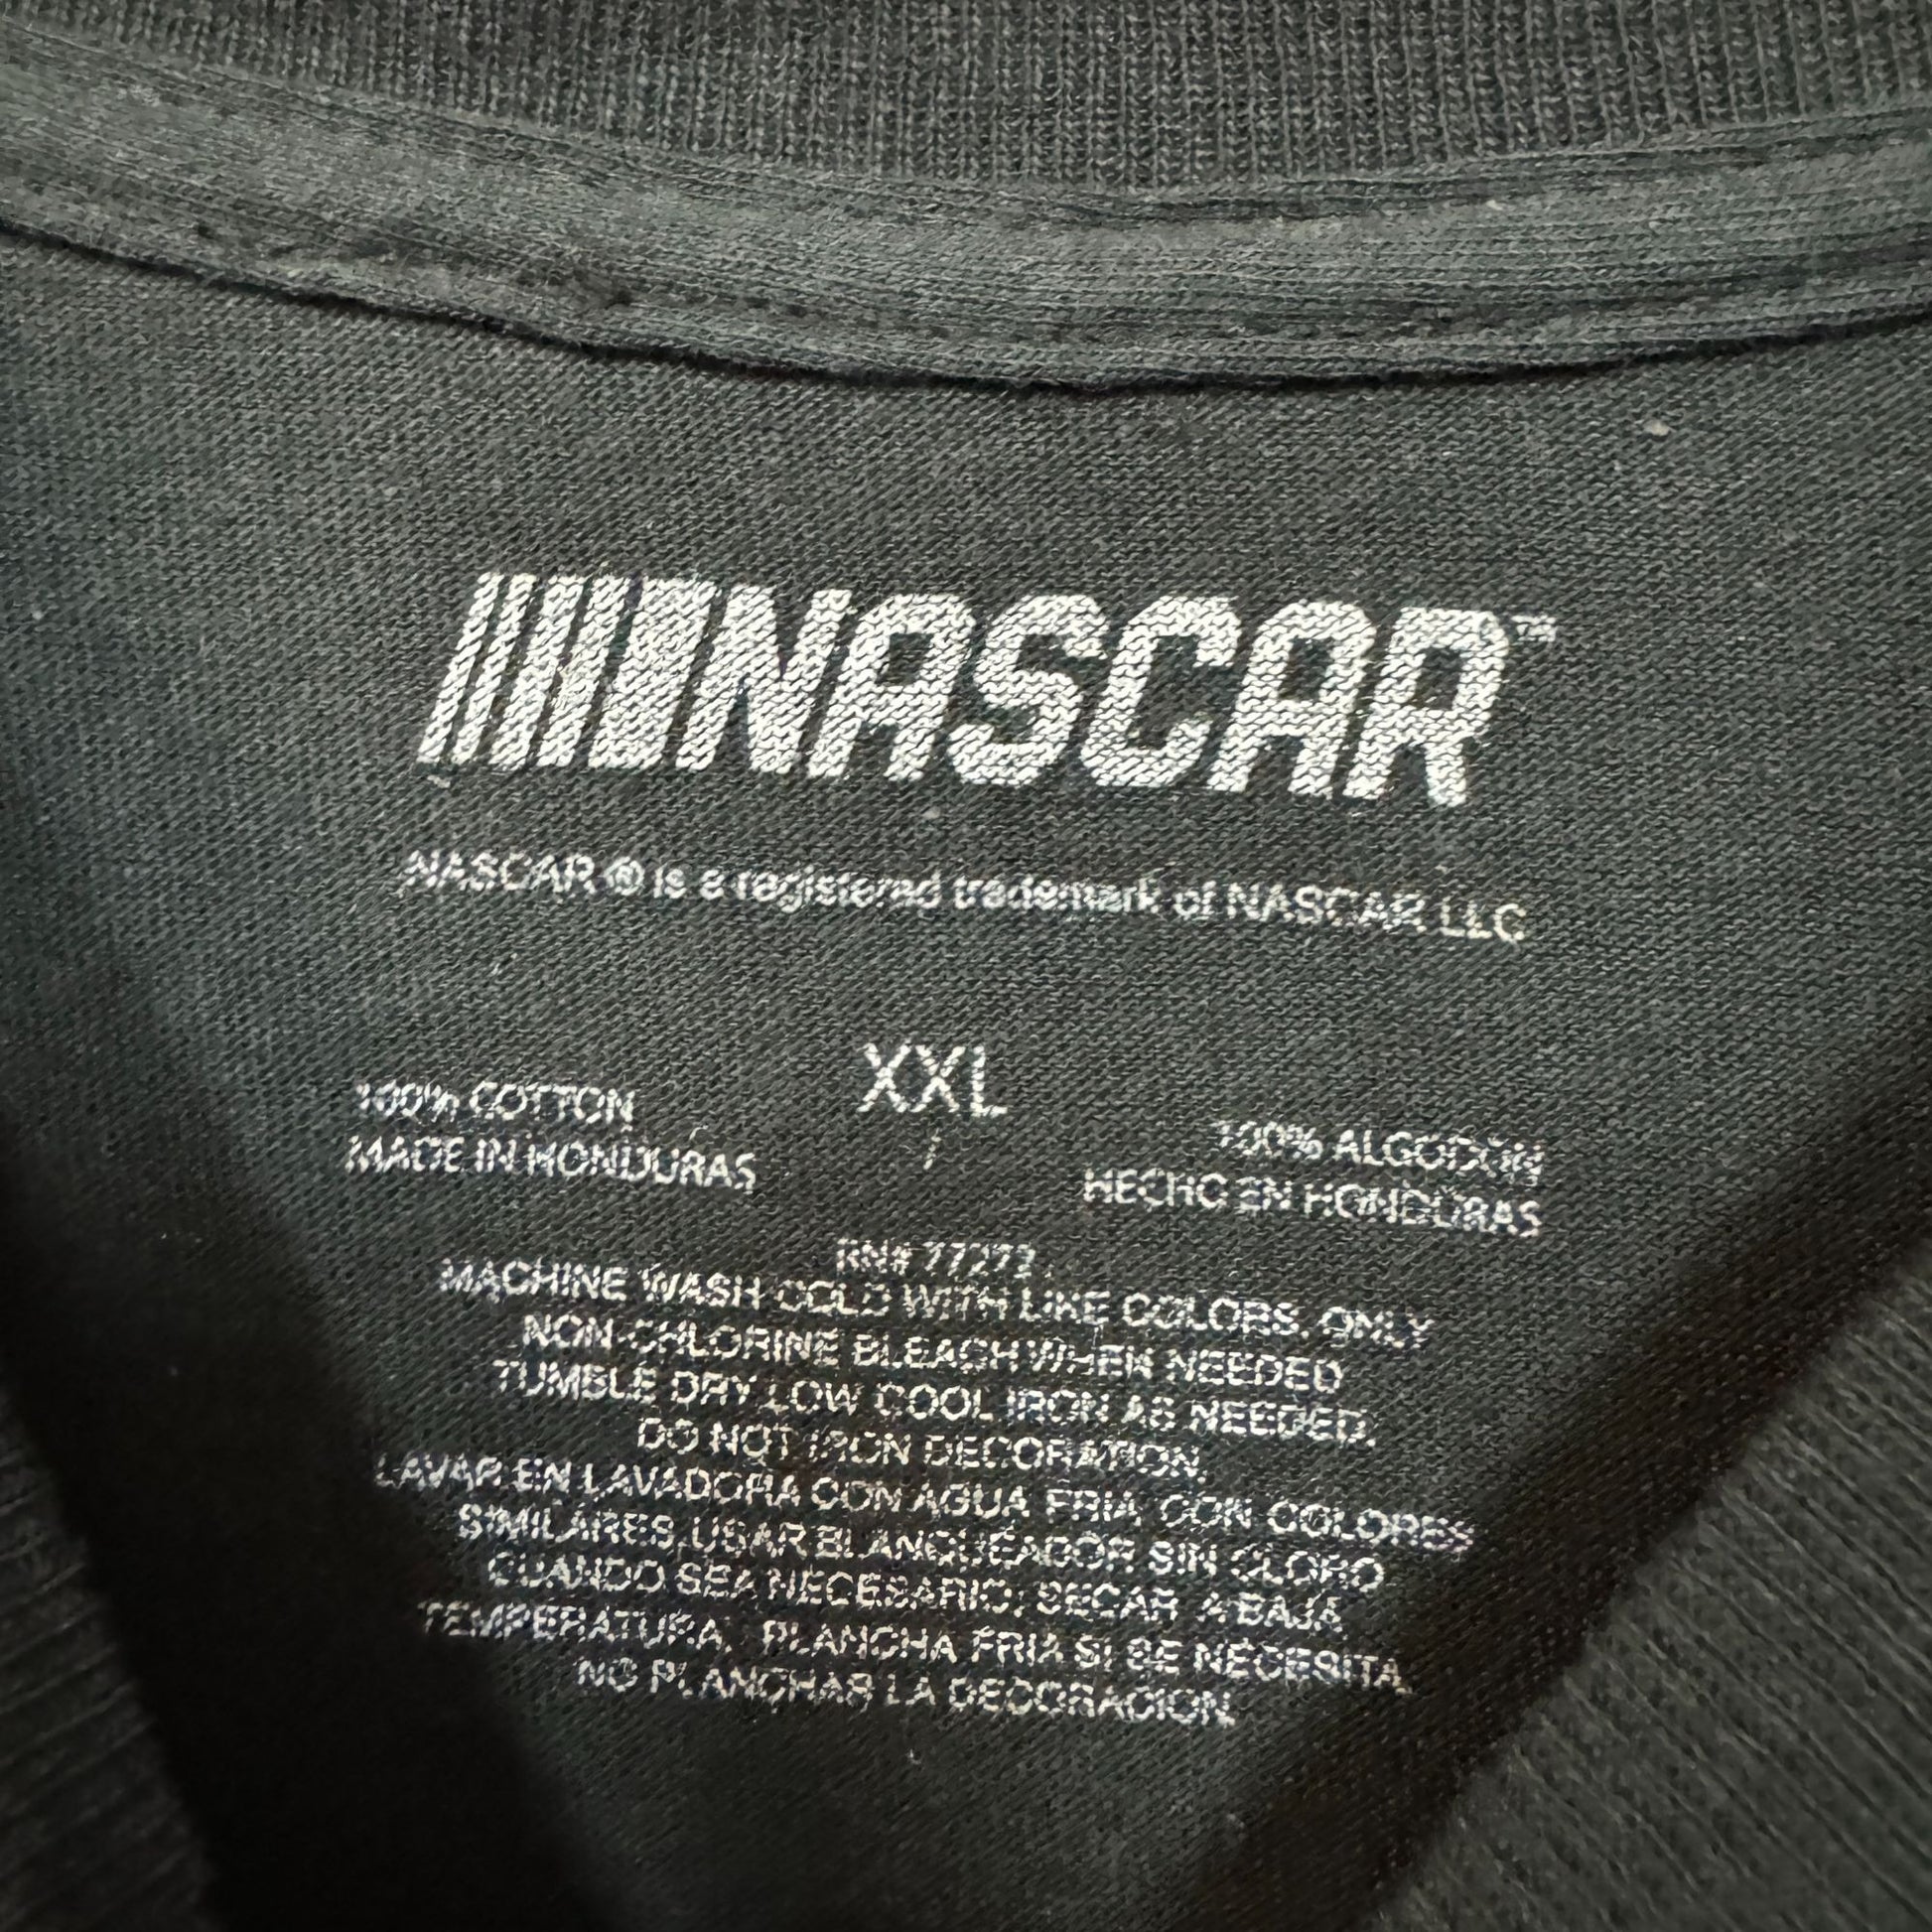 NASCAR™
NASCAR ® is a registered trademark of NASCAR LLC
XXL
100% COTTON
MADE IN HONDURAS
100% ALGODON
HECHO EN HONDURAS
RN# 77273
MACHINE WASH COLD WITH LIKE COLORS. ONLY
NON-CHLORINE BLEACH WHEN NEEDED
TUMBLE DRY LOW COOL IRON AS NEEDED.
DO NOT IRON DECORATION.
LAVAR EN LAVADORA CON AGUA FRIA, CON COLORES
SIMILARES.USAR BLANQUEADOR SIN CLORO
CUANDO SEA NECESARIO; SECAR A BAJA
TEMPERATURA, PLANCHA FRIA SI SE NECESITA,
NO PLANCHAR LA DECORACION.